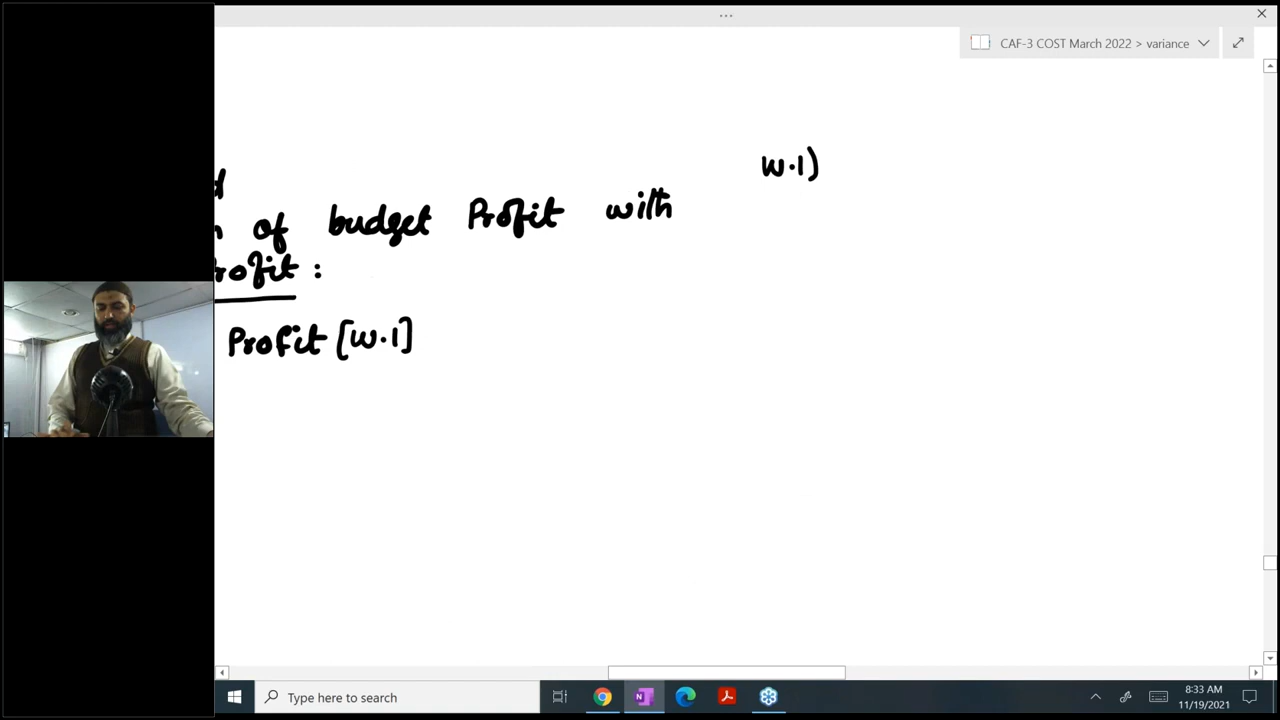 CAF-3 COST March 2022 > variance
W.1)
of budget Profit with
rofit :
Profit [W.1]
Type here to search
8:33 AM
11/19/2021